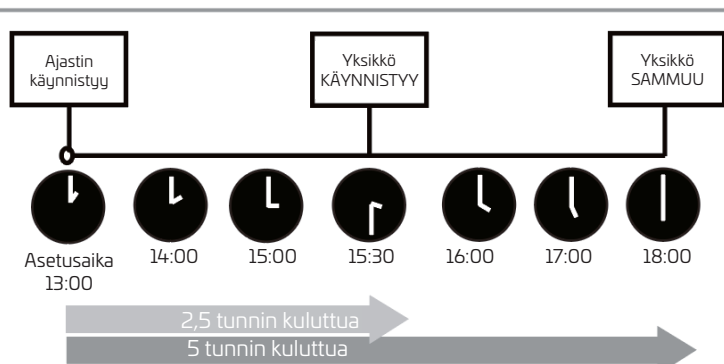 Ajastin
käynnistyy
Yksikkö
KÄYNNISTYY
Yksikkö
SAMMUU
Asetusaika
13:00
14:00
15:00
15:30
16:00
17:00
18:00
2,5 tunnin kuluttua
5 tunnin kuluttua